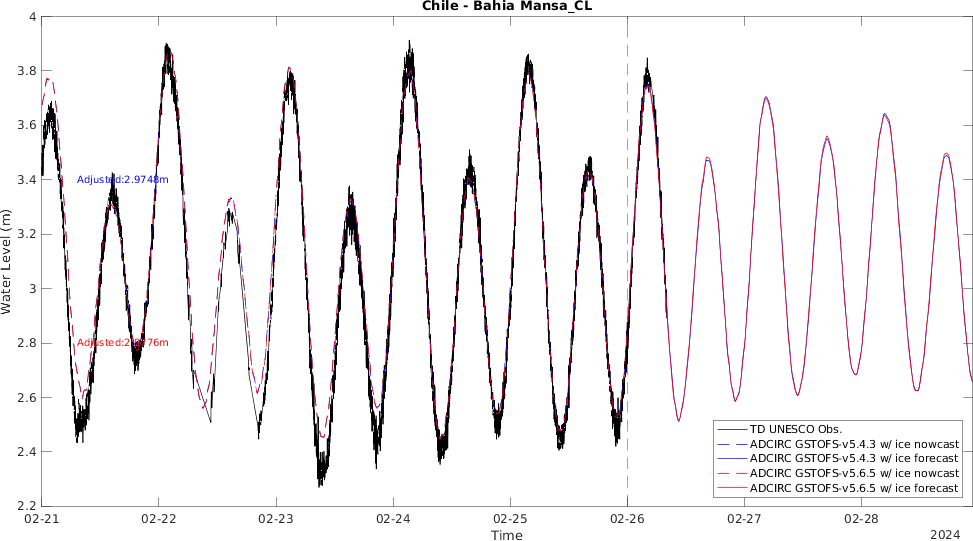 Chile - Bahia Mansa_CL
4
3.8
3.6
3.4
3.2
3
2.8
2.6
2.4
2.2
Water Level (m)
Adjusted:2.9748m
TD UNESCO Obs.
ADCIRC GSTOFS-v5.4.3 w/ ice nowcast
ADCIRC GSTOFS-v5.4.3 w/ ice forecast
ADCIRC GSTOFS-v5.6.5 w/ ice nowcast
ADCIRC GSTOFS-v5.6.5 w/ ice forecast
02-21 02-22 02-23 02-24 02-25 02-26 02-27 02-28
Time
2024